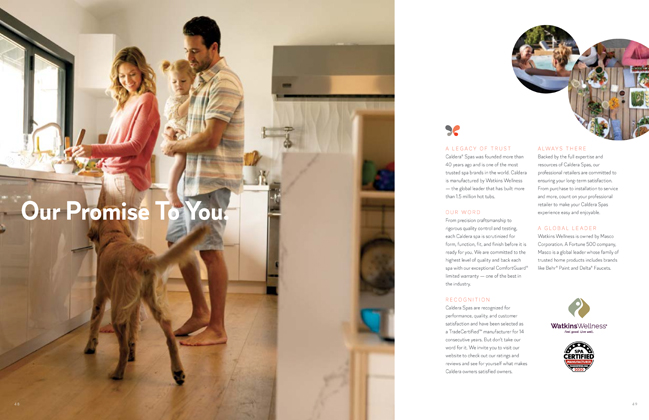 Our Promise To You.
A LEGACY OF TRUST
Caldera® Spas was founded more than
40 years ago and is one of the most
trusted spa brands in the world. Caldera
is manufactured by Watkins Wellness
— the global leader that has built more
than 1.5 million hot tubs.
OUR WORD
From precision craftsmanship to
rigorous quality control and testing,
each Caldera spa is scrutinized for
form, function, fit, and finish before it is
ready for you. We are committed to the
highest level of quality and back each
spa with our exceptional ComfortGuard®
limited warranty — one of the best in
the industry.
RECOGNITION
Caldera Spas are recognized for
performance, quality and customer
satisfaction and have been selected as
a TradeCertified™ manufacturer for 14
consecutive years. But don't take our
word for it. We invite you to visit our
website to check out our ratings and
reviews and see for yourself what makes
Caldera owners satisfied owners.
ALWAYS THERE
Backed by the full expertise and
resources of Caldera Spas, our
professional retailers are committed to
ensuring your long-term satisfaction.
From purchase to installation to service
and more, count on your professional
retailer to make your Caldera Spas
experience easy and enjoyable.
A GLOBAL LEADER
Watkins Wellness is owned by Masco
Corporation. A Fortune 500 company,
Masco is a global leader whose family of
trusted home products includes brands
like Behr® Paint and Delta® Faucets.
WatkinsWellness®
Feel good. Live well.
SPA
CERTIFIED